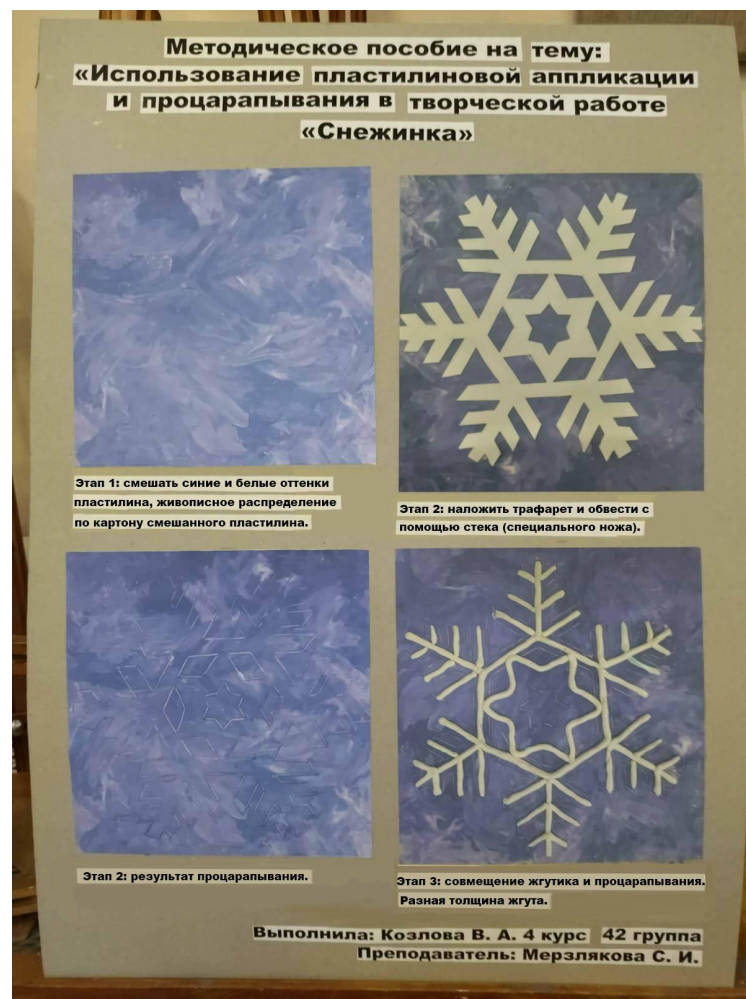 Методическое пособие на тему:
«Использование пластилиновой аппликации
и процарапывания в творческой работе
«Снежинка»
Этап 1: смешать синие и белые оттенки
пластилина, живописное распределение
по картону смешанного пластилина.
Этап 2: наложить трафарет и обвести с
помощью стека (специального ножа).
Этап 2: результат процарапывания.
Этап 3: совмещение жгутика и процарапывания.
Разная толщина жгута.
Выполнила: Козлова В. А. 4 курс 42 группа
Преподаватель: Мерзлякова С. И.